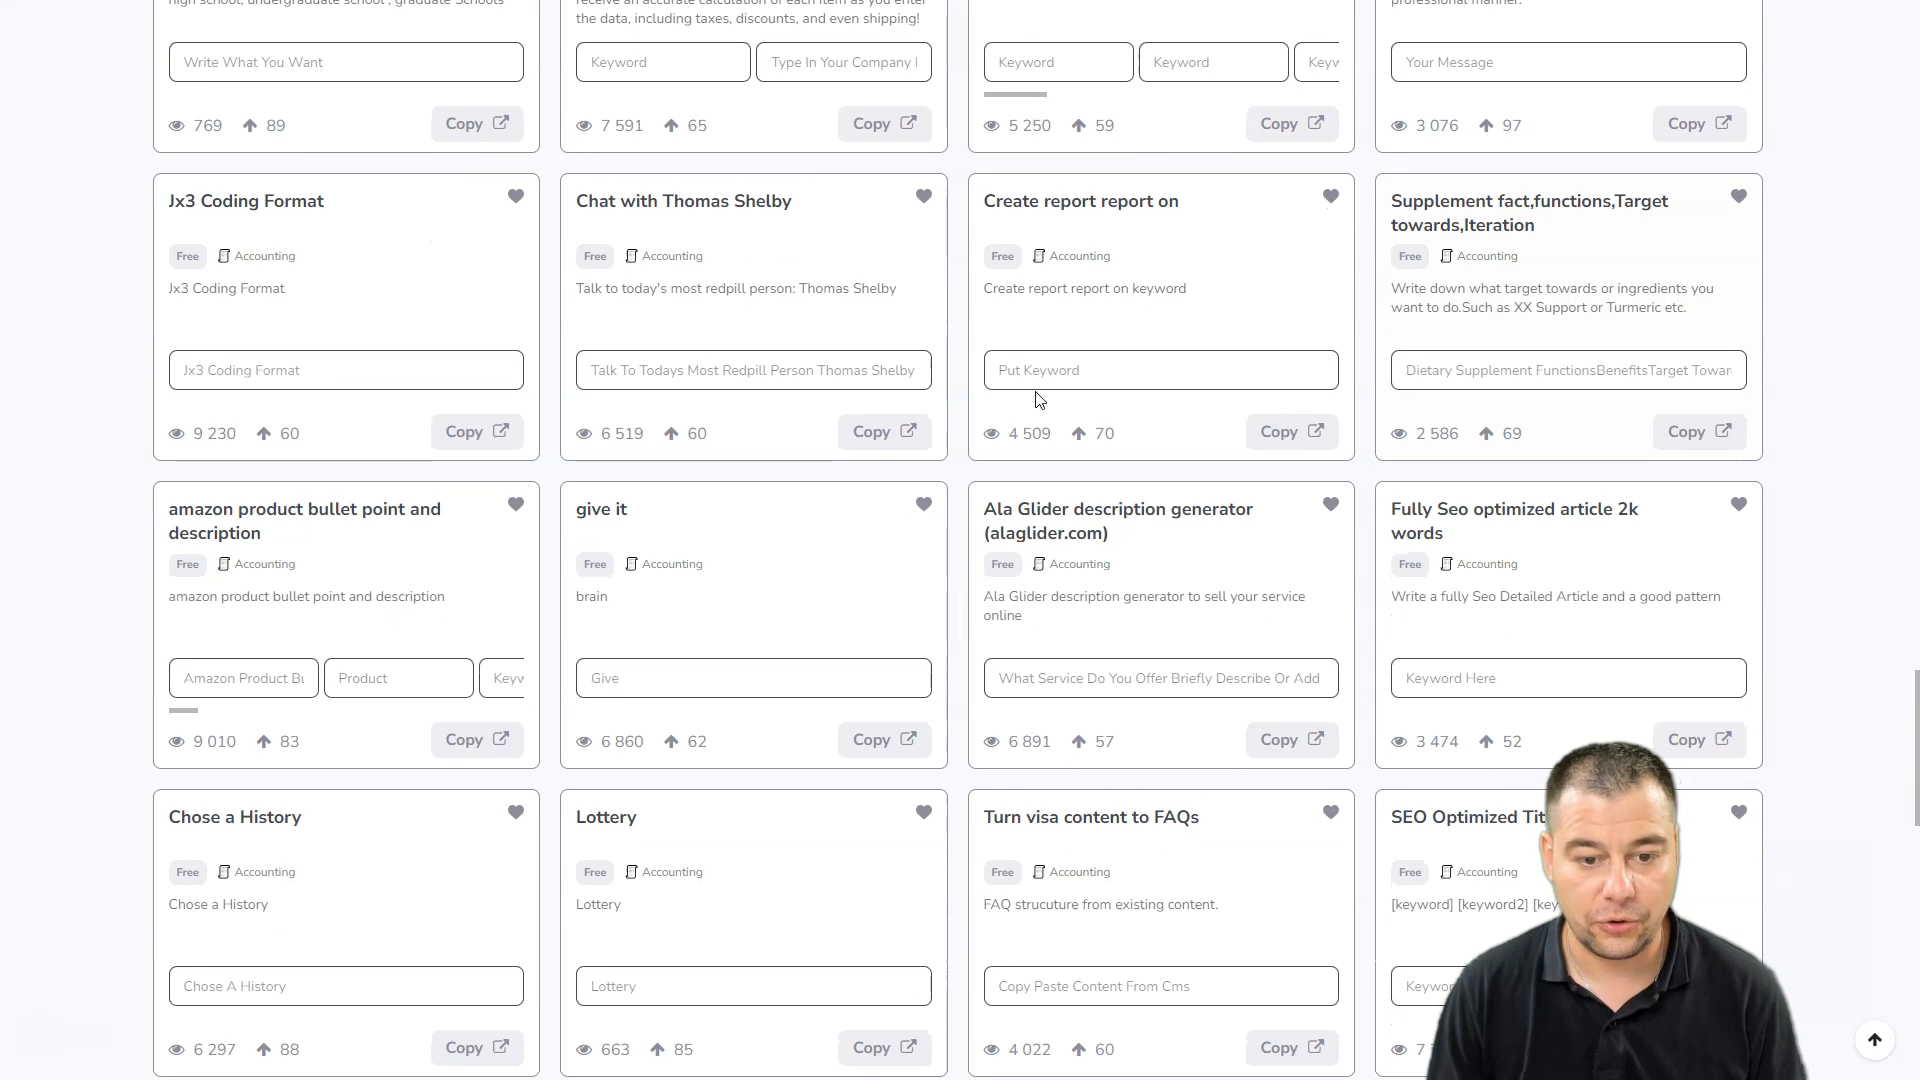 high school, undergraduate school , graduate Schools
receive an accurate calculation of each item as you enter
the data, including taxes, discounts, and even shipping!
professional manner.
Write What You Want
Keyword
Type In Your Company
Keyword
Keyword
Keyw
Your Message
769
89
Copy
7 591
65
Copy
5 250
59
Copy
3 076
97
Copy
Jx3 Coding Format
Free
Accounting
Jx3 Coding Format
Jx3 Coding Format
9 230
60
Copy
Chat with Thomas Shelby
Free
Accounting
Talk to today's most redpill person: Thomas Shelby
Talk To Todays Most Redpill Person Thomas Shelby
6 519
60
Copy
Create report report on
Free
Accounting
Create report report on keyword
Put Keyword
4 509
70
Copy
Supplement fact,functions,Target
towards,Iteration
Free
Accounting
Write down what target towards or ingredients you
want to do.Such as XX Support or Turmeric etc.
Dietary Supplement FunctionsBenefitsTarget Towar
2 586
69
Copy
amazon product bullet point and
description
Free
Accounting
amazon product bullet point and description
Amazon Product Bu
Product
Keyw
9 010
83
Copy
give it
Free
Accounting
brain
Give
6 860
62
Copy
Ala Glider description generator
(alaglider.com)
Free
Accounting
Ala Glider description generator to sell your service
online
What Service Do You Offer Briefly Describe Or Add
6 891
57
Copy
Fully Seo optimized article 2k
words
Free
Accounting
Write a fully Seo Detailed Article and a good pattern
Keyword Here
3 474
52
Copy
Chose a History
Free
Accounting
Chose a History
Chose A History
6 297
88
Copy
Lottery
Free
Accounting
Lottery
Lottery
663
85
Copy
Turn visa content to FAQs
Free
Accounting
FAQ strucuture from existing content.
Copy Paste Content From Cms
4 022
60
Copy
SEO Optimized Tit
Free
Accounting
[keyword] [keyword2] [key
Keywor
7